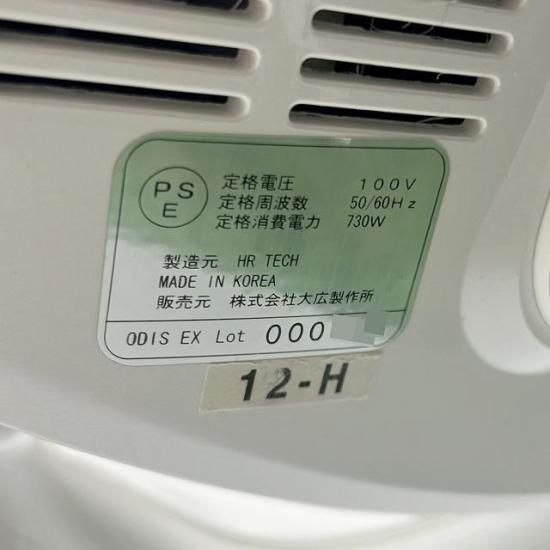 PS
E
定格電圧 100V
定格周波数 50/60Hz
定格消費電力 730W
製造元 HR TECH
MADE IN KOREA
販売元 株式会社大広製作所
ODIS EX Lot 000
12-H